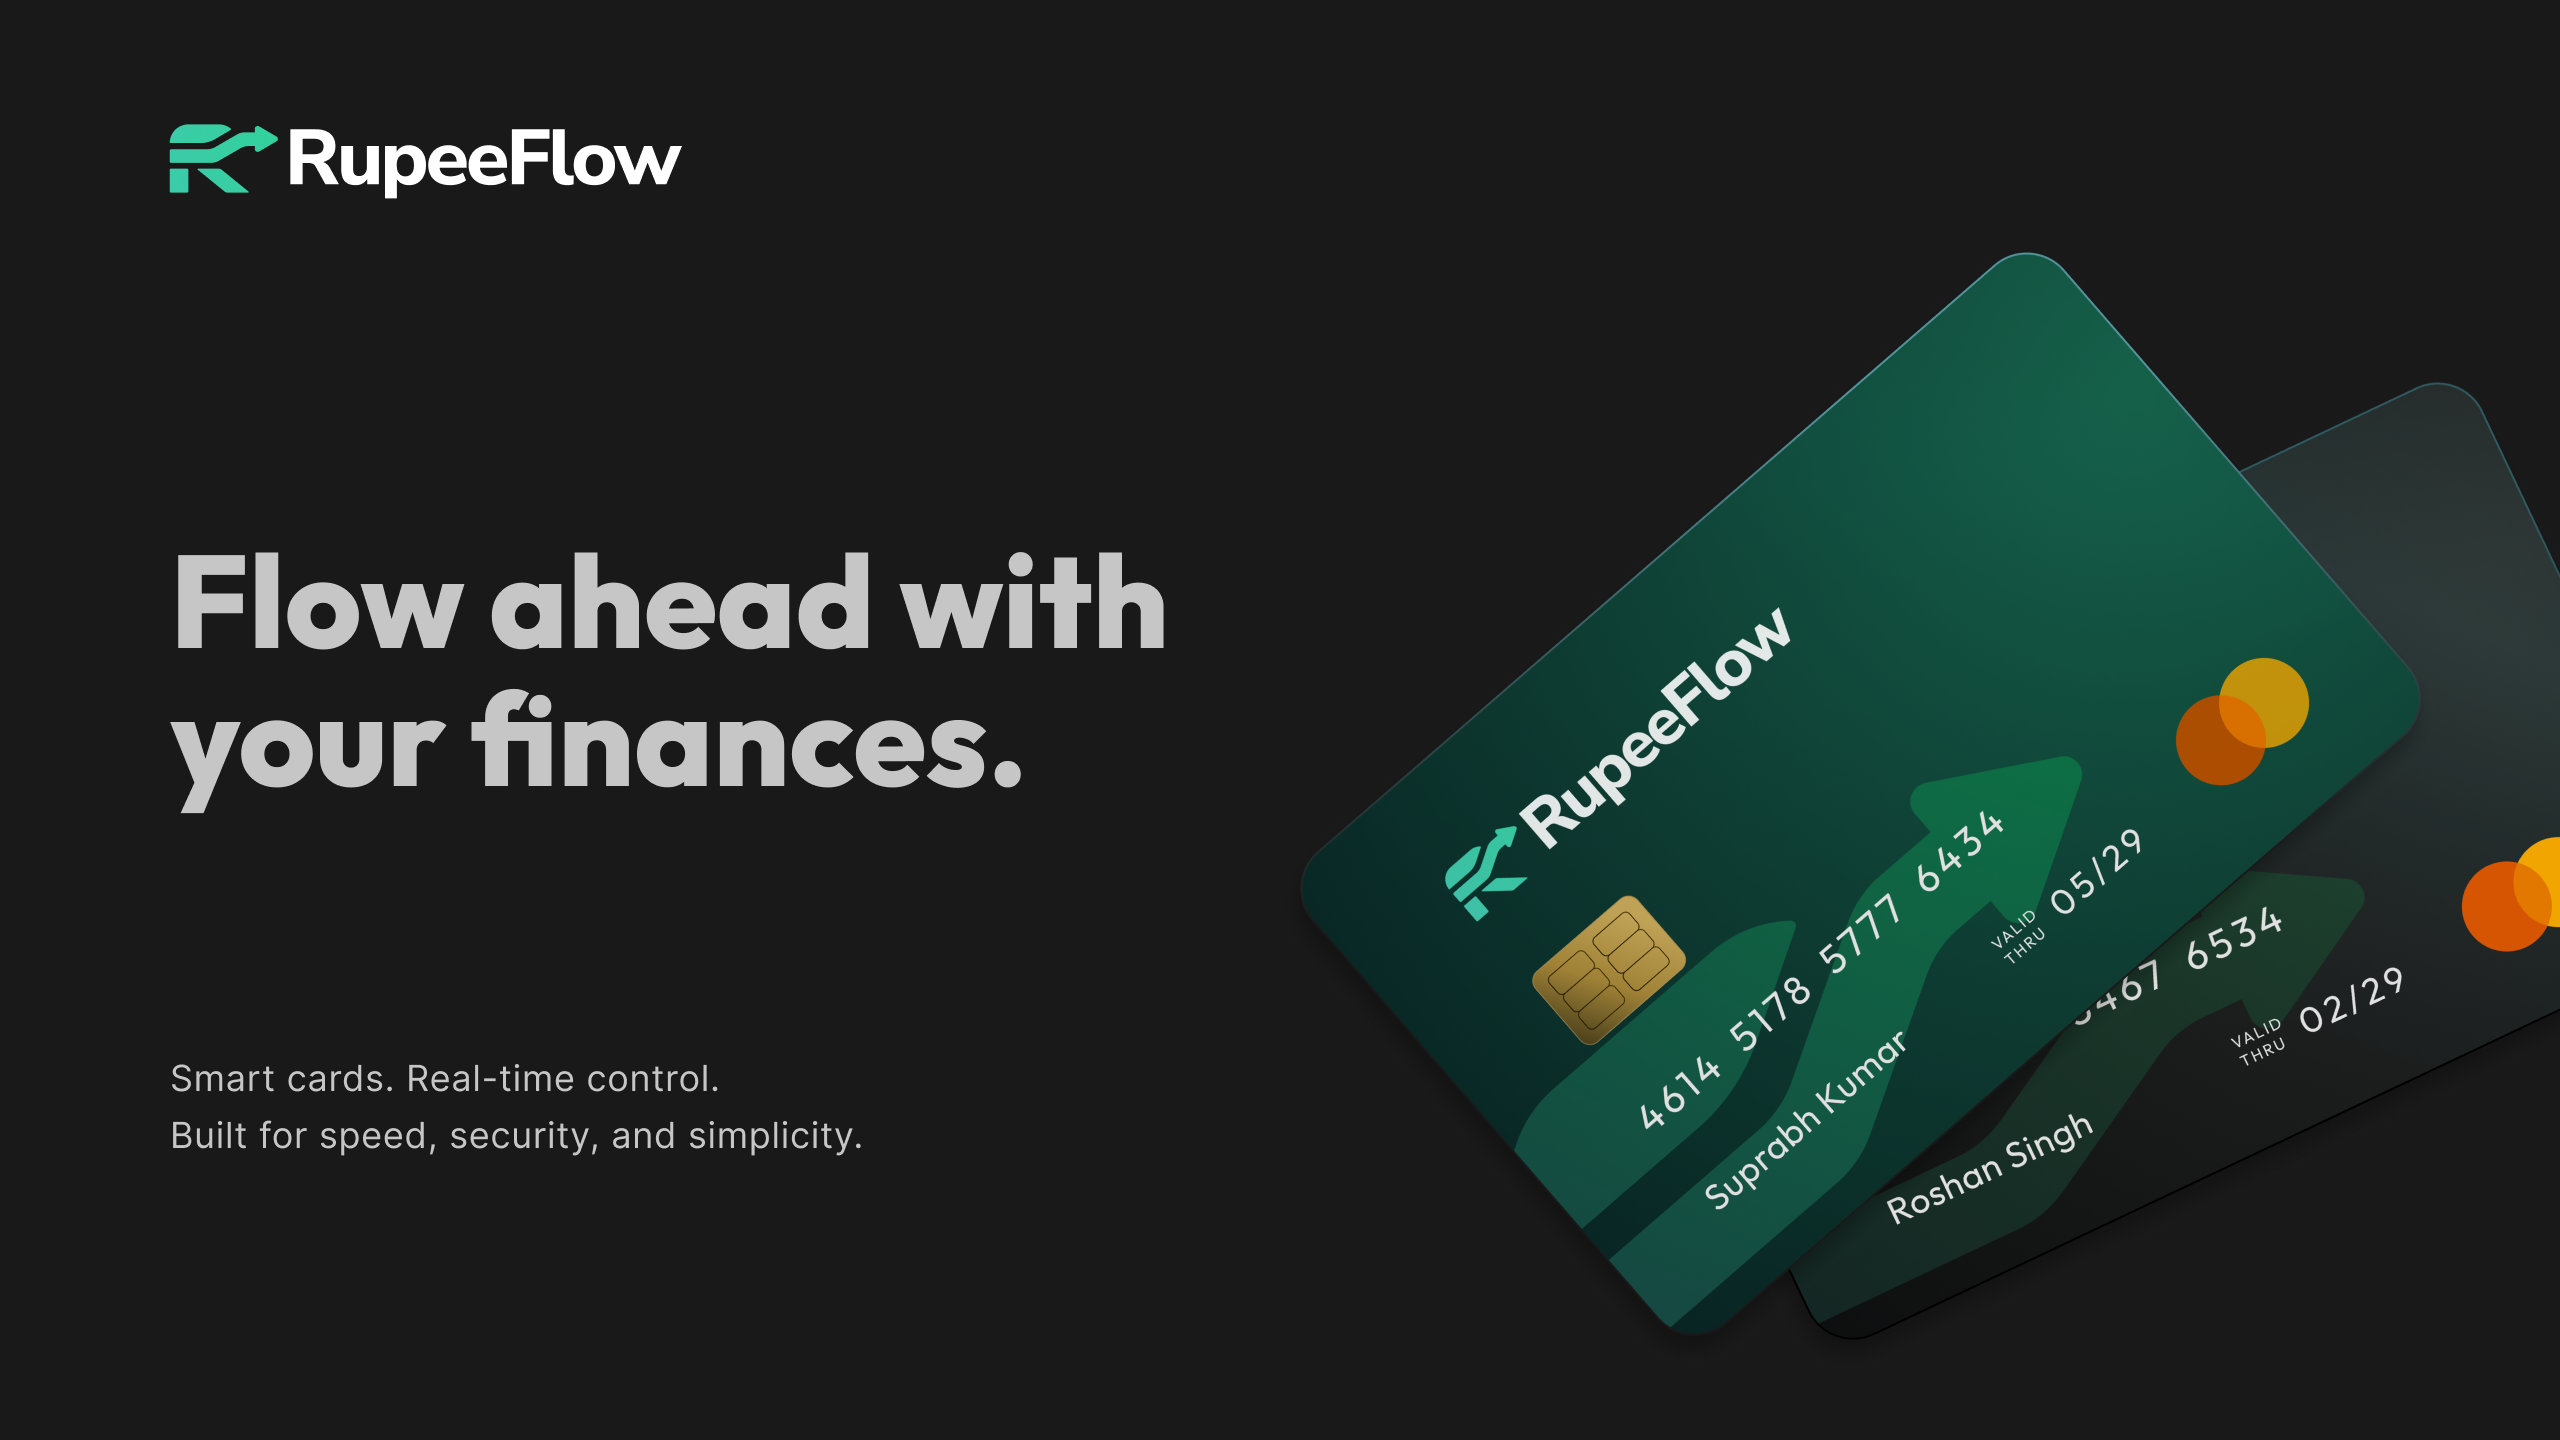 RupeeFlow
Flow ahead with
your finances.
Smart cards. Real-time control.
Built for speed, security, and simplicity.
RupeeFlow
4614 5178 5777 6434
VALID
THRU
05/29
Suprabh Kumar
467 6534
VALID
THRU
02/29
Roshan Singh